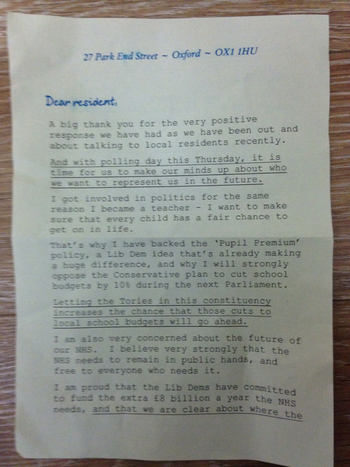 27 Park End Street ~ Oxford ~ OX1 1HU
Dear resident,
A big thank you for the very positive
response we have had as we have been out and
about talking to local residents recently.
And with polling day this Thursday, it is
time for us to make our minds up about who
we want to represent us in the future.
I got involved in politics for the same
reason I became a teacher - I want to make
sure that every child has a fair chance to
get on in life.
That's why I have backed the 'Pupil Premium'
policy, a Lib Dem idea that's already making
a huge difference, and why I will strongly
oppose the Conservative plan to cut school
budgets by 10% during the next Parliament.
Letting the Tories in this constituency
increases the chance that those cuts to
local school budgets will go ahead.
I am also very concerned about the future of
our NHS. I believe very strongly that the
NHS needs to remain in public hands, and
free to everyone who needs it.
I am proud that the Lib Dems have committed
to fund the extra £8 billion a year the NHS
needs, and that we are clear about where the